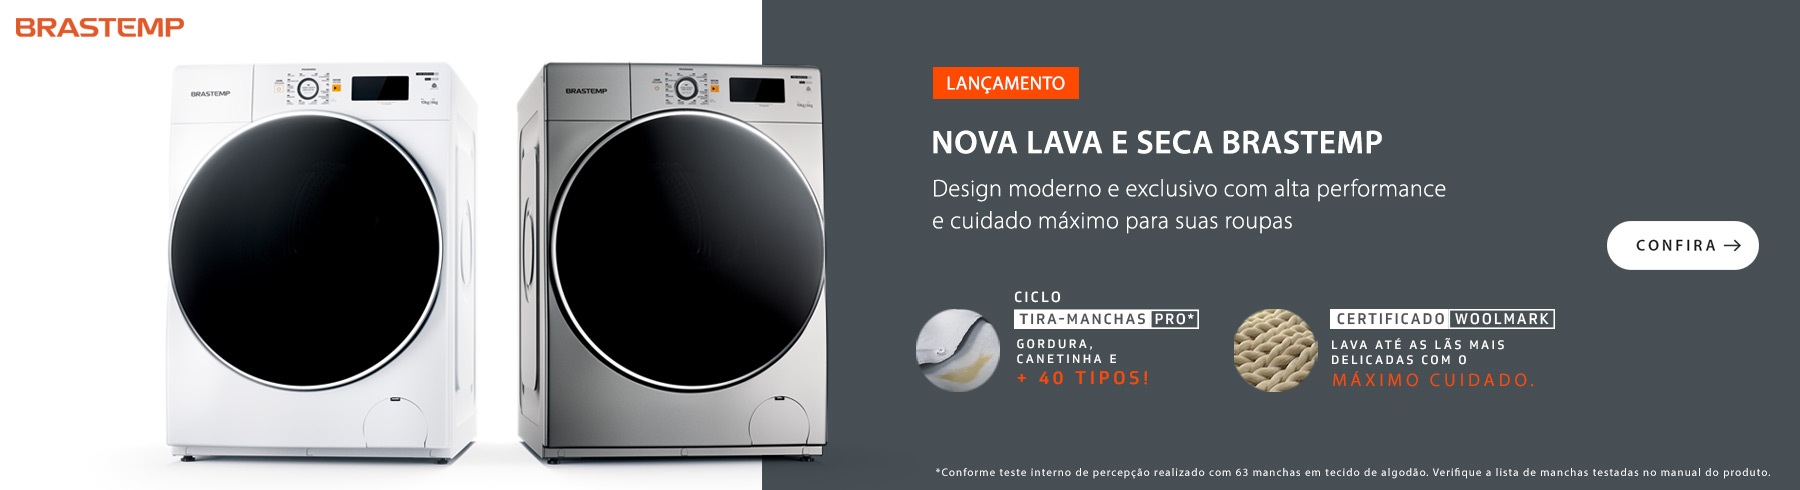 BRASTEMP
BRASTEMP
BRASTEMP
LANÇAMENTO
NOVA LAVA E SECA BRASTEMP
Design moderno e exclusivo com alta performance
e cuidado máximo para suas roupas
CONFIRA →
CICLO
TIRA-MANCHAS PRO*
GORDURA,
CANETINHA E
+ 40 TIPOS!
CERTIFICADO WOOLMARK
LAVA ATÉ AS LÃS MAIS
DELICADAS COM O
MÁXIMO CUIDADO.
*Conforme teste interno de percepção realizado com 63 manchas em tecido de algodão. Verifique a lista de manchas testadas no manual do produto.